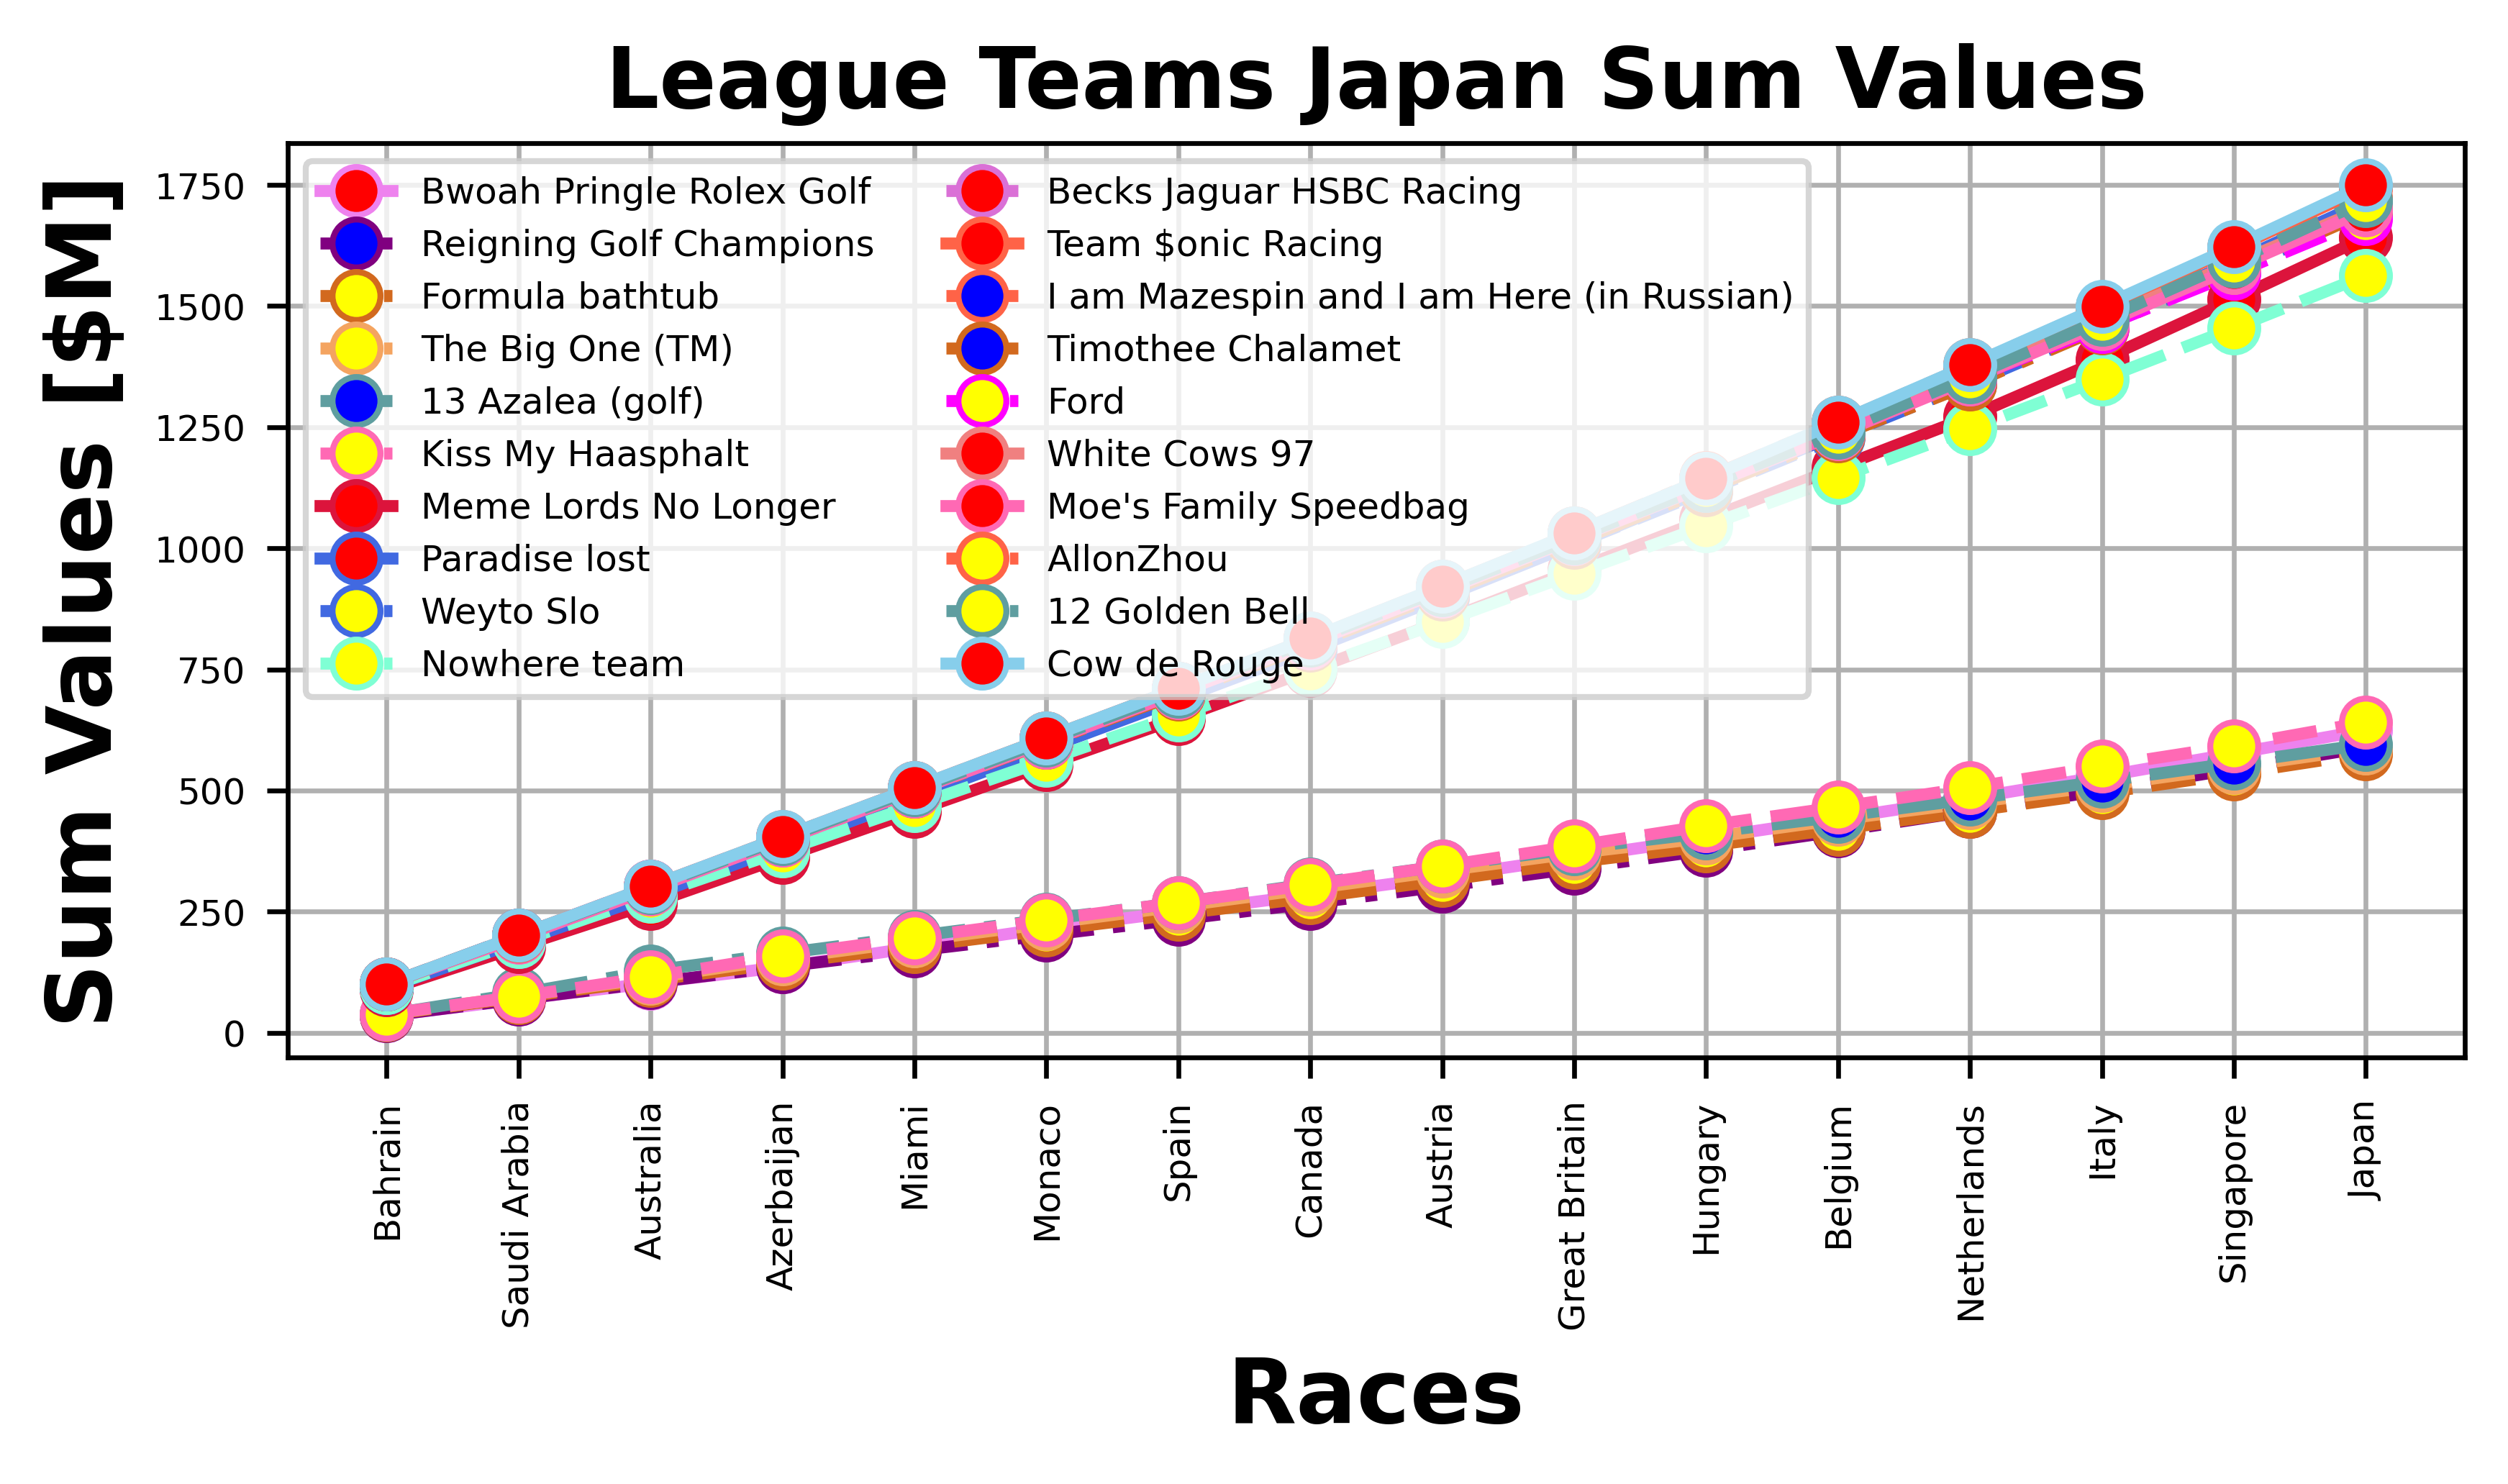 League Teams Japan Sum Values
Sum Values [$M]
1750
1500
1250
1000
750
500
250
0
Bwoah Pringle Rolex Golf
Reigning Golf Champions
Formula bathtub
The Big One (TM)
13 Azalea (golf)
Kiss My Haasphalt
Meme Lords No Longer
Paradise lost
Weyto Slo
Nowhere team
Becks Jaguar HSBC Racing
Team $onic Racing
I am Mazespin and I am Here (in Russian)
Timothee Chalamet
Ford
White Cows 97
Moe's Family Speedbag
AllonZhou
12 Golden Bell
Cow de Rouge
Bahrain
Saudi Arabia
Australia
Azerbaijan
Miami
Monaco
Spain
Canada
Austria
Great Britain
Hungary
Belgium
Netherlands
Italy
Singapore
Japan
Races